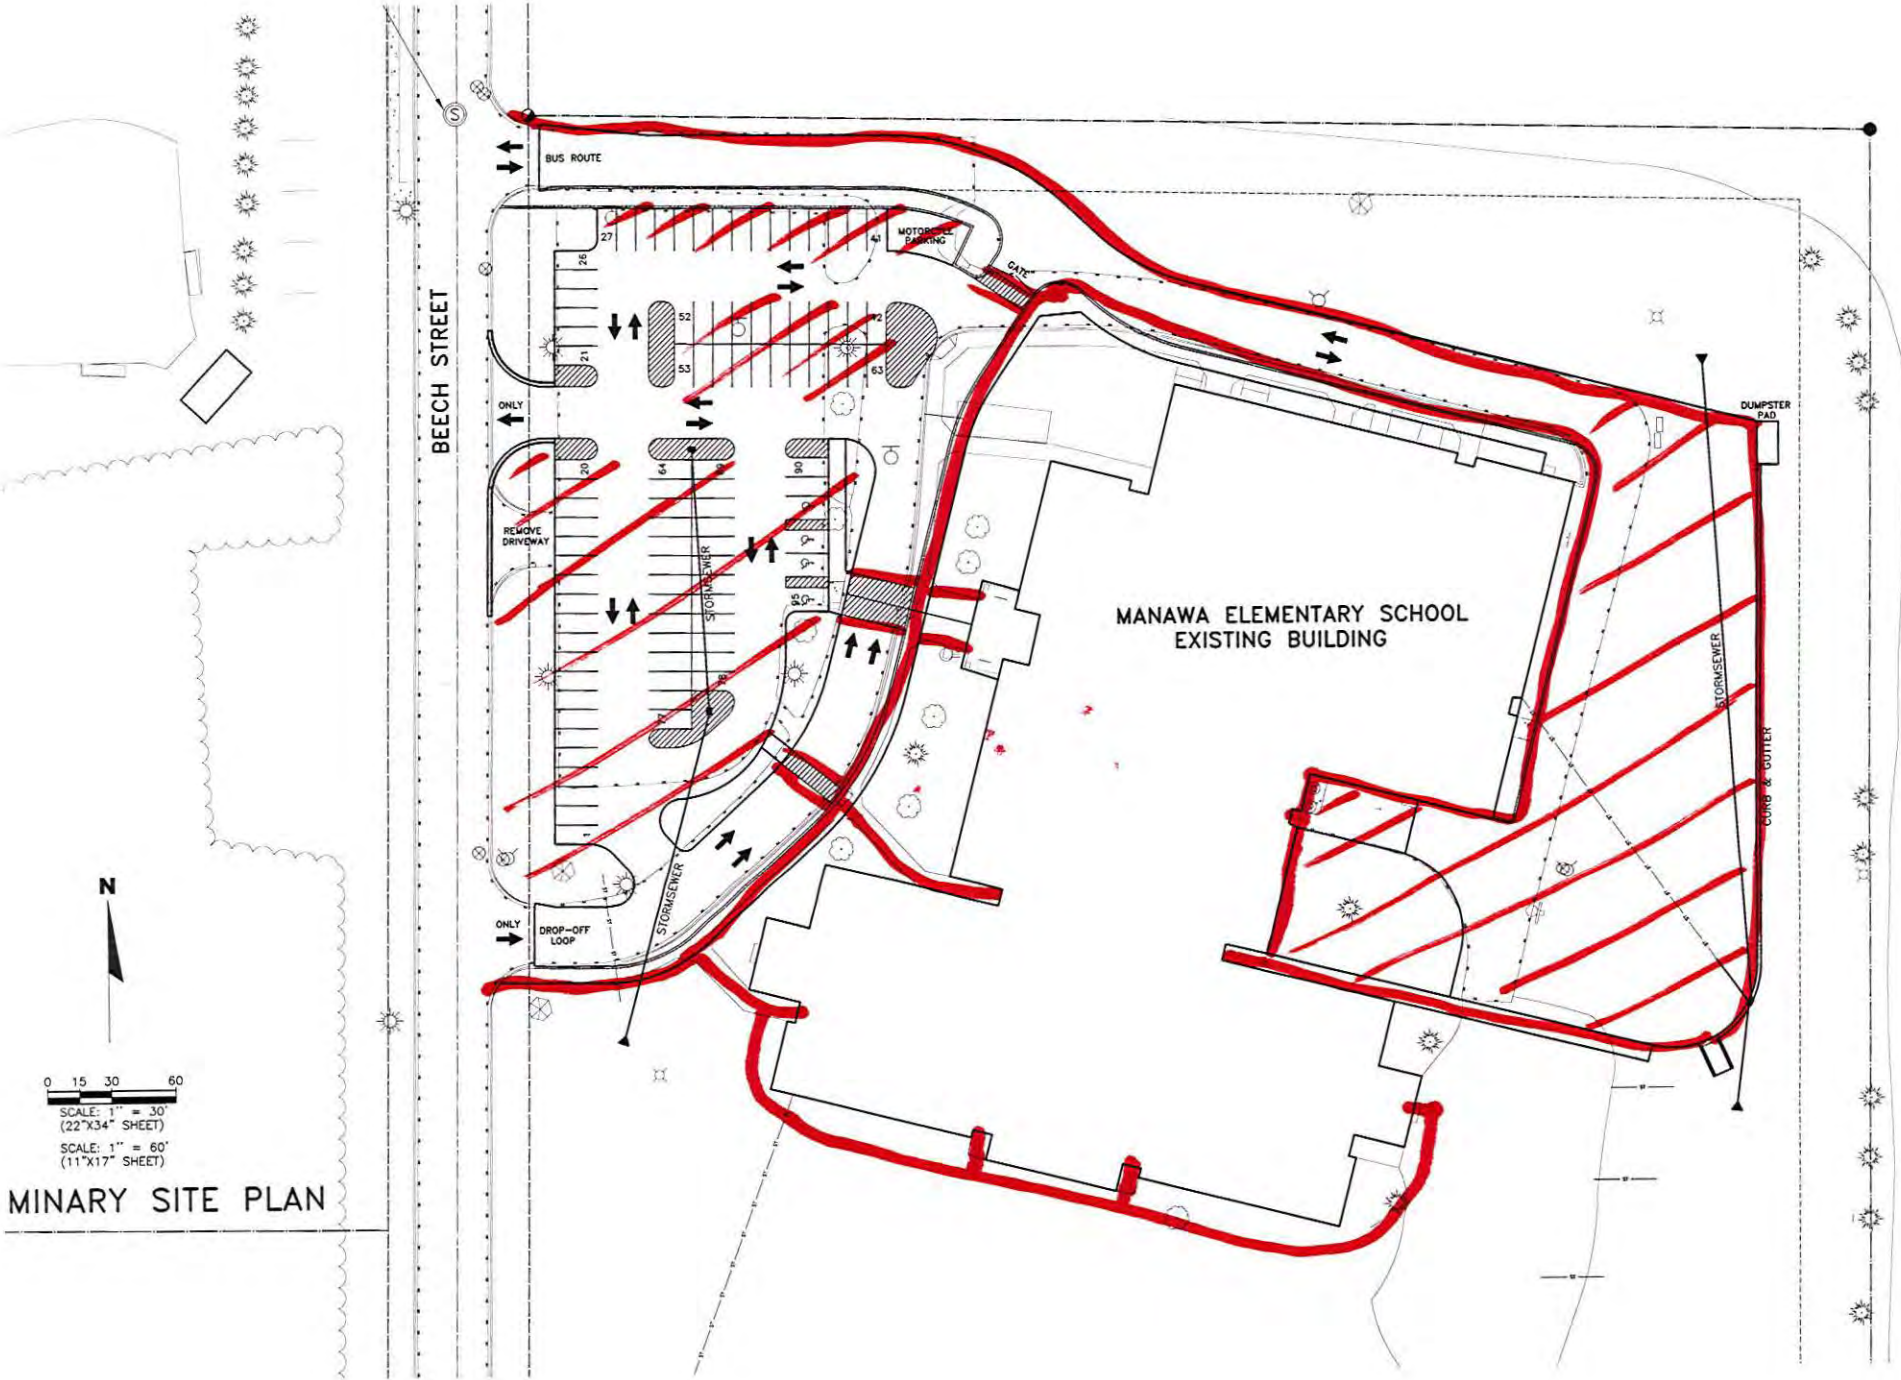 S
BUS ROUTE
27
41
MOTORCYCLE
PARKING
26
GATE
BEECH STREET
52
42
21
53
63
ONLY
DUMPSTER
PAD
20
64
69
90
REMOVE
DRIVEWAY
STORMSEWER
95
MANAWA ELEMENTARY SCHOOL
EXISTING BUILDING
STORMSEWER
78
77
CURB & GUTTER
1
STORMSEWER
N
ONLY
DROP-OFF
LOOP
0 15 30 60
SCALE: 1" = 30'
(22"X34" SHEET)
SCALE: 1" = 60'
(11"X17" SHEET)
MINARY SITE PLAN